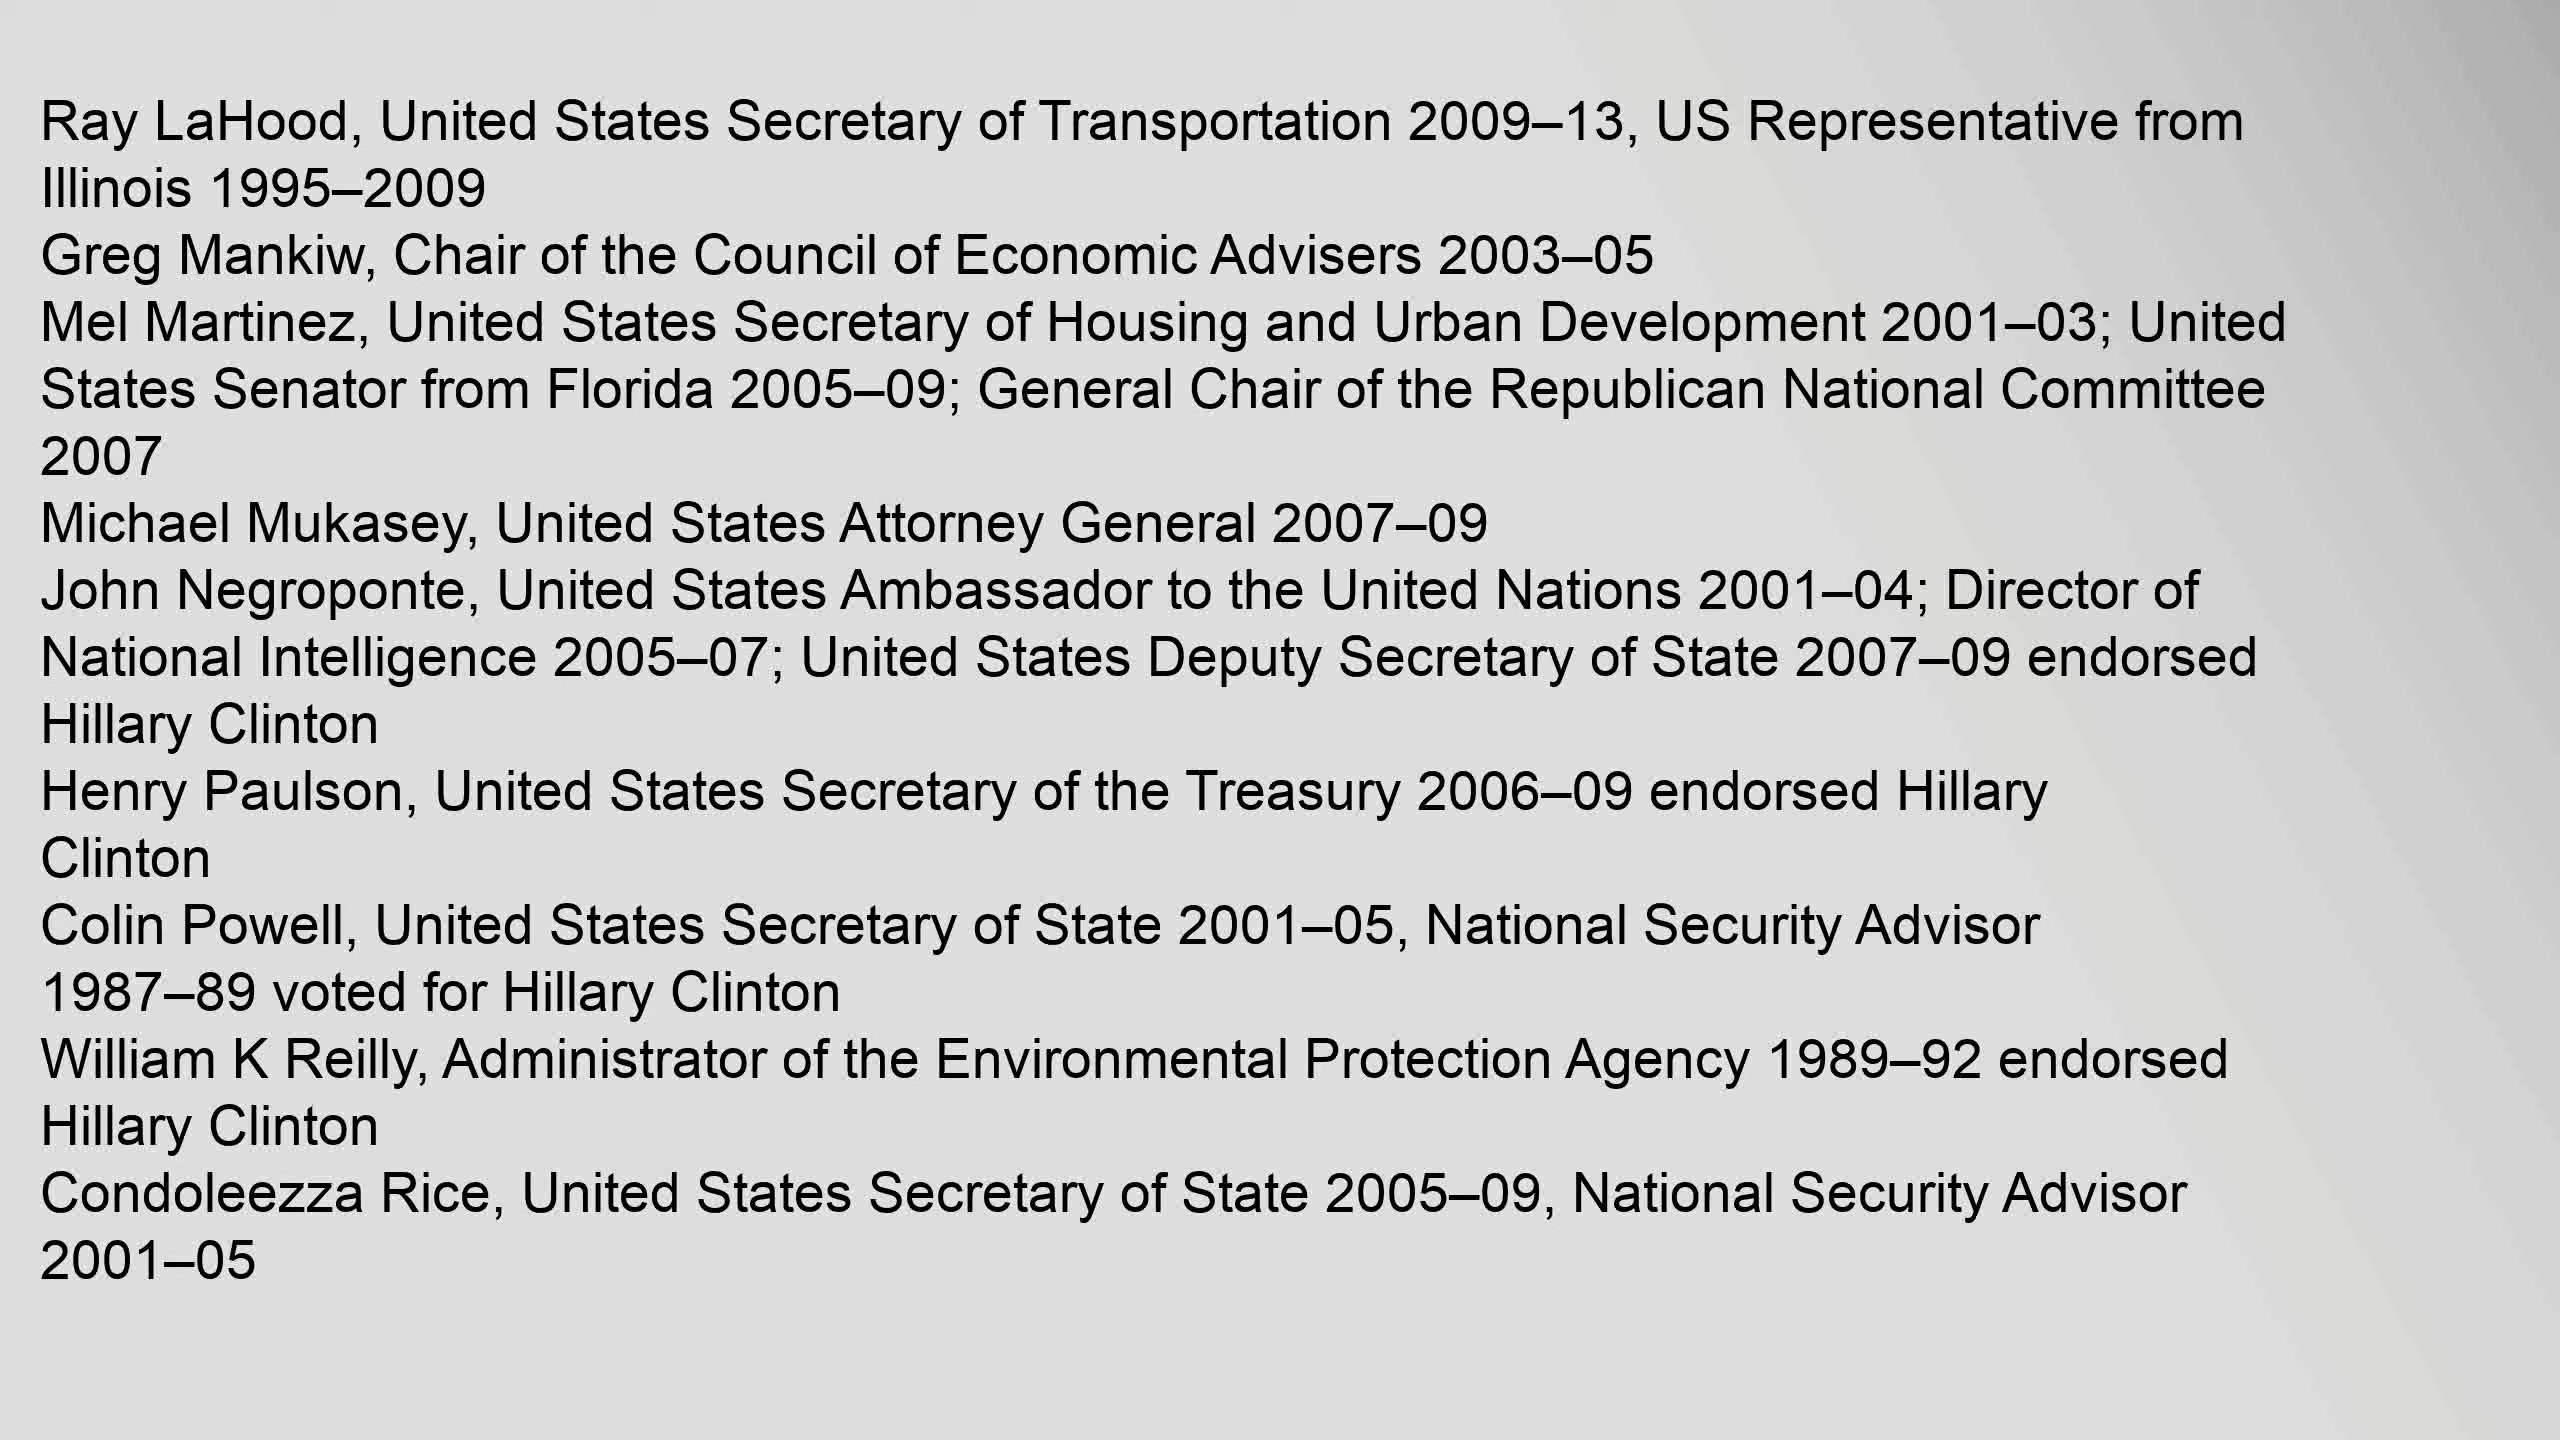 Ray LaHood, United States Secretary of Transportation 2009–13, US Representative from
Illinois 1995–2009
Greg Mankiw, Chair of the Council of Economic Advisers 2003–05
Mel Martinez, United States Secretary of Housing and Urban Development 2001–03; United
States Senator from Florida 2005–09; General Chair of the Republican National Committee
2007
Michael Mukasey, United States Attorney General 2007–09
John Negroponte, United States Ambassador to the United Nations 2001–04; Director of
National Intelligence 2005–07; United States Deputy Secretary of State 2007–09 endorsed
Hillary Clinton
Henry Paulson, United States Secretary of the Treasury 2006–09 endorsed Hillary
Clinton
Colin Powell, United States Secretary of State 2001–05, National Security Advisor
1987–89 voted for Hillary Clinton
William K Reilly, Administrator of the Environmental Protection Agency 1989–92 endorsed
Hillary Clinton
Condoleezza Rice, United States Secretary of State 2005–09, National Security Advisor
2001–05